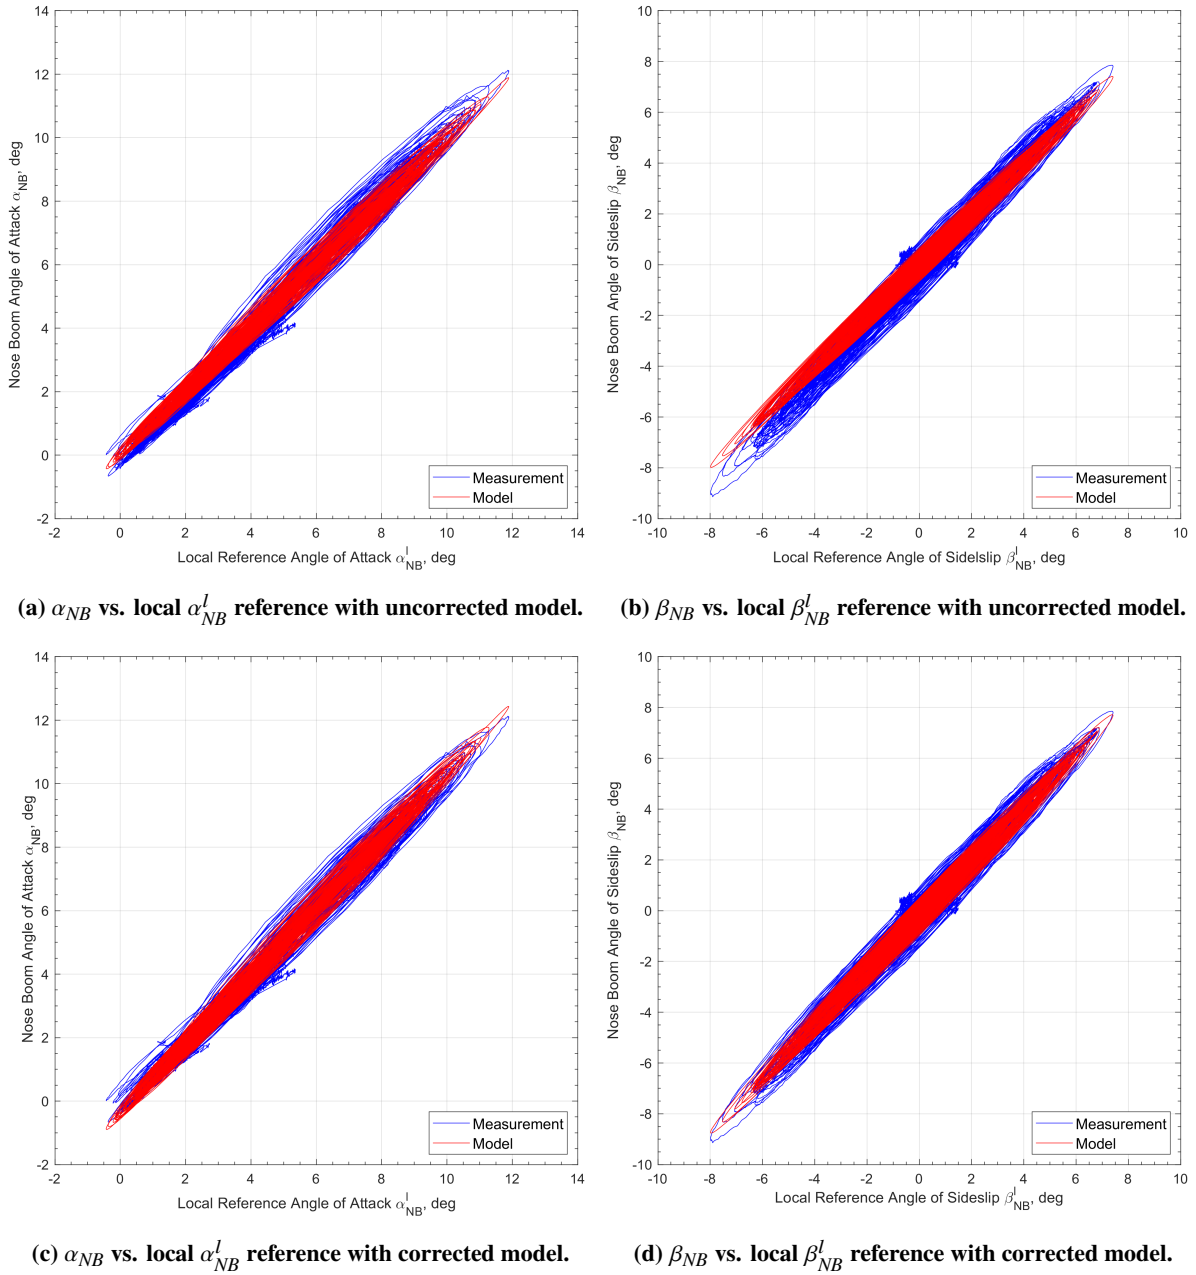 14
12
10
8
6
4
2
0
-2
Nose Boom Angle of Attack α_NB, deg
-2 0 2 4 6 8 10 12 14
Local Reference Angle of Attack α^l_NB, deg
Measurement
Model
10
8
6
4
2
0
-2
-4
-6
-8
-10
Nose Boom Angle of Sideslip β_NB, deg
-10 -8 -6 -4 -2 0 2 4 6 8 10
Local Reference Angle of Sidelslip β^l_NB, deg
Measurement
Model
(a) α_NB vs. local α^l_NB reference with uncorrected model.
(b) β_NB vs. local β^l_NB reference with uncorrected model.
14
12
10
8
6
4
2
0
-2
Nose Boom Angle of Attack α_NB, deg
-2 0 2 4 6 8 10 12 14
Local Reference Angle of Attack α^l_NB, deg
Measurement
Model
10
8
6
4
2
0
-2
-4
-6
-8
-10
Nose Boom Angle of Sideslip β_NB, deg
-10 -8 -6 -4 -2 0 2 4 6 8 10
Local Reference Angle of Sideslip β^l_NB, deg
Measurement
Model
(c) α_NB vs. local α^l_NB reference with corrected model.
(d) β_NB vs. local β^l_NB reference with corrected model.